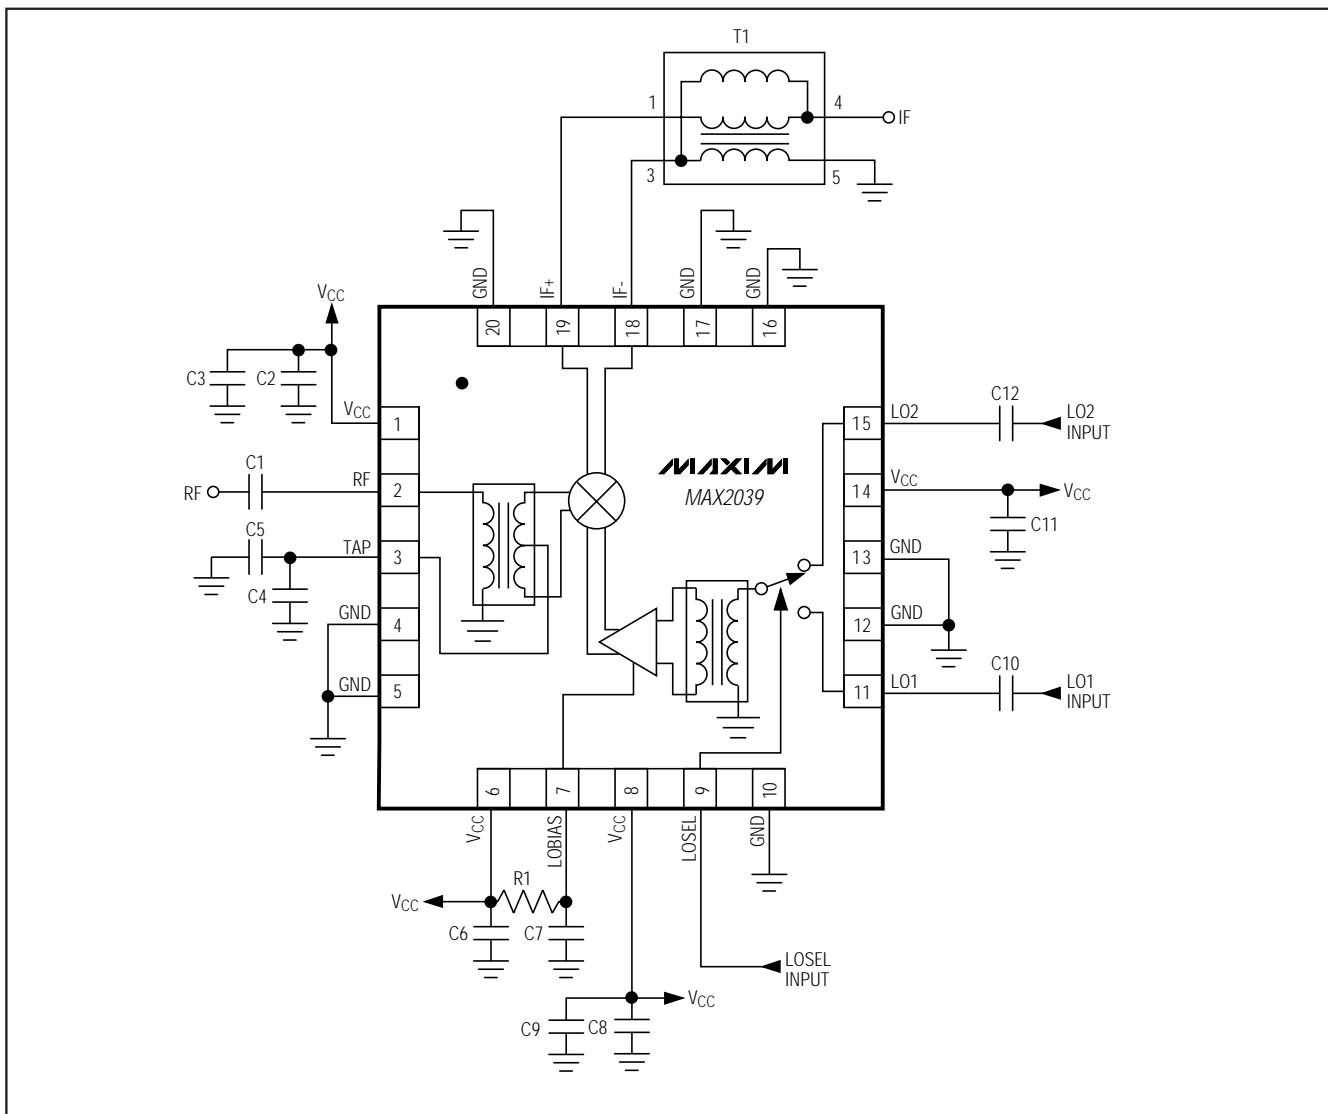 T1
1
4
IF
3
5
GND
IF+
IF-
GND
GND
20
19
18
17
16
VCC
C3
C2
VCC
1
C1
RF
RF
2
C5
TAP
3
C4
GND
4
GND
5
MAXIM
MAX2039
15
LO2
C12
LO2
INPUT
14
VCC
VCC
C11
13
GND
12
GND
C10
11
LO1
LO1
INPUT
6
7
8
9
10
VCC
LOBIAS
VCC
LOSEL
GND
R1
VCC
C6
C7
LOSEL
INPUT
VCC
C9
C8